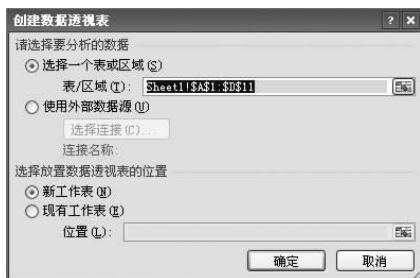 创建数据透视表
请选择要分析的数据
选择一个表或区域(S)
表/区域(T): Sheet1!$A$1:$D$11
使用外部数据源(U)
选择连接(C)...
连接名称:
选择放置数据透视表的位置
新工作表(N)
现有工作表(E)
位置(L):
确定 取消